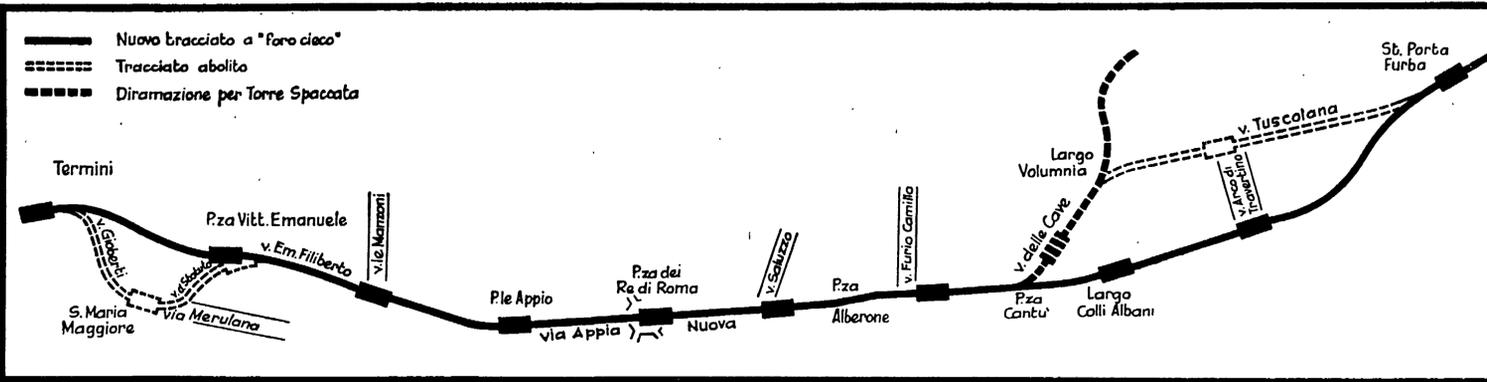 Nuovo tracciato a "foro cieco"
Tracciato abolito
Diramazione per Torre Spaccata
Termini
v. Gioberti
S. Maria
Maggiore
v. d. Statuto
via Merulana
P.za Vitt. Emanuele
v. Em. Filiberto
v.le Manzoni
P.le Appio
via Appia
P.za dei
Re di Roma
Nuova
v. Saluzzo
P.za
Alberone
v. Furio Camillo
v. delle Cave
P.za
Cantu'
Largo
Volumnia
Largo
Colli Albani
v. Arco di
Travertino
v. Tuscolana
St. Porta
Furba